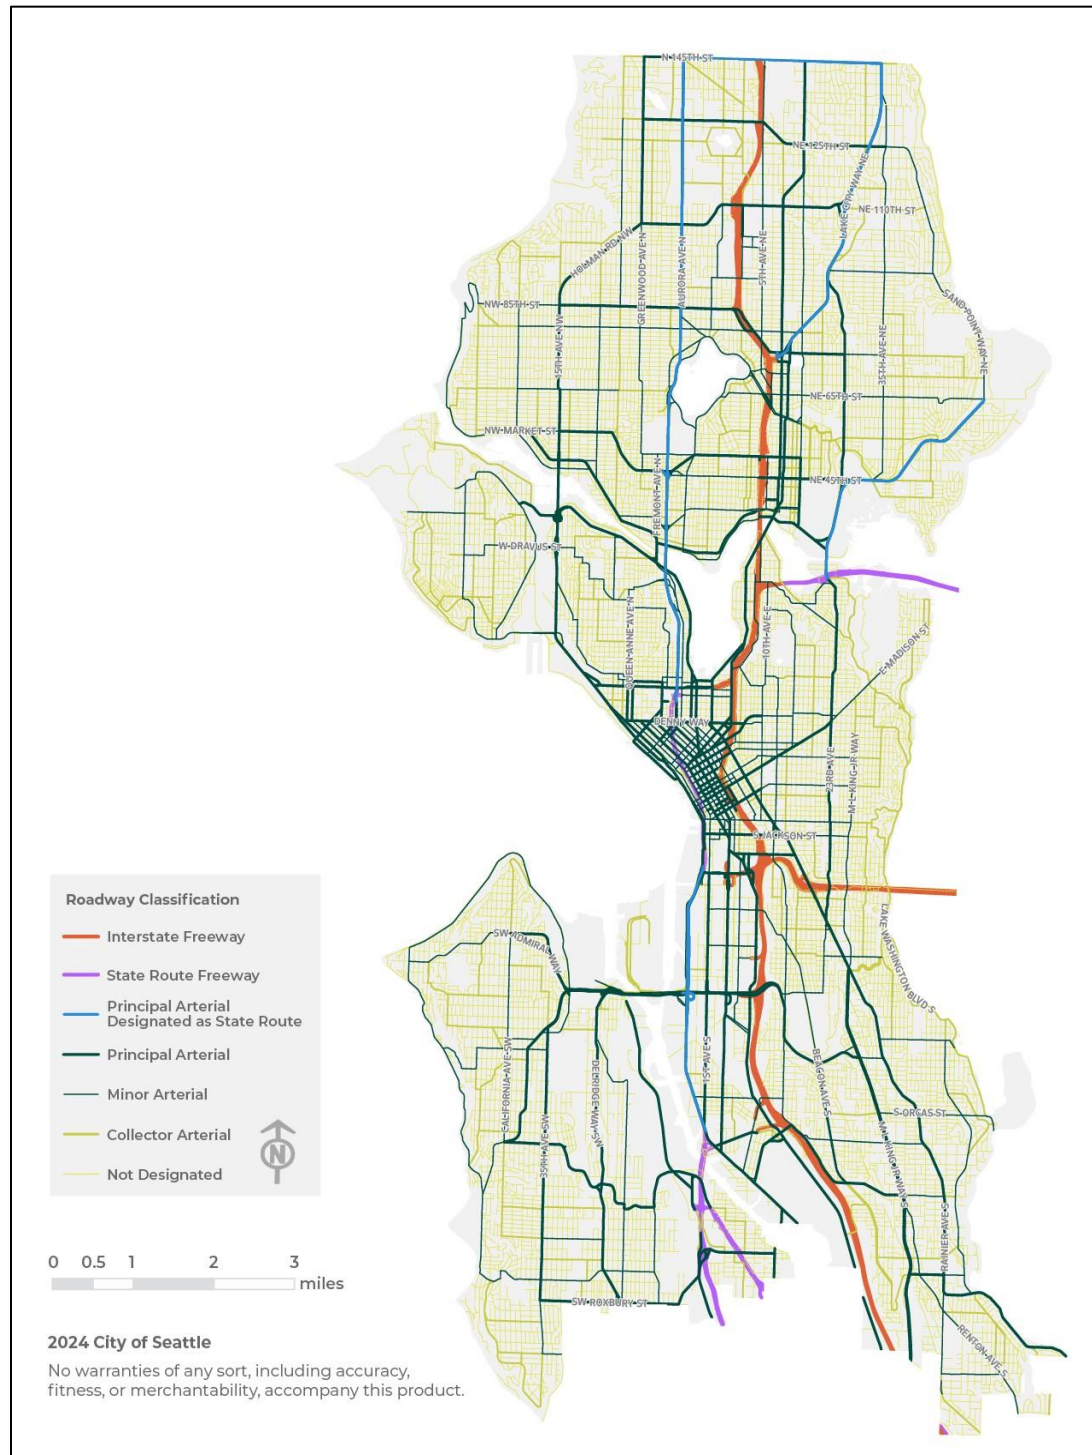 N 145TH ST
NE 125TH ST
LAKE CITY WAY NE
NE 110TH ST
HOLMAN RD NW
GREENWOOD AVE N
AURORA AVE N
5TH AVE NE
SAND POINT WAY NE
NW 85TH ST
15TH AVE NW
35TH AVE NE
NE 65TH ST
NW MARKET ST
FREMONT AVE N
NE 45TH ST
W DRAVUS ST
QUEEN ANNE AVE N
10TH AVE E
E MADISON ST
DENNY WAY
23RD AVE
M L KING JR WAY
S JACKSON ST
LAKE WASHINGTON BLVD S
SW ADMIRAL WAY
CALIFORNIA AVE SW
35TH AVE SW
DELRIDGE WAY SW
1ST AVE S
BEACON AVE S
S ORCAS ST
M L KING JR WAY S
RAINIER AVE S
RENTON AVE S
SW ROXBURY ST
Roadway Classification
Interstate Freeway
State Route Freeway
Principal Arterial
Designated as State Route
Principal Arterial
Minor Arterial
Collector Arterial
Not Designated
N
0 0.5 1 2 3
miles
2024 City of Seattle
No warranties of any sort, including accuracy,
fitness, or merchantability, accompany this product.